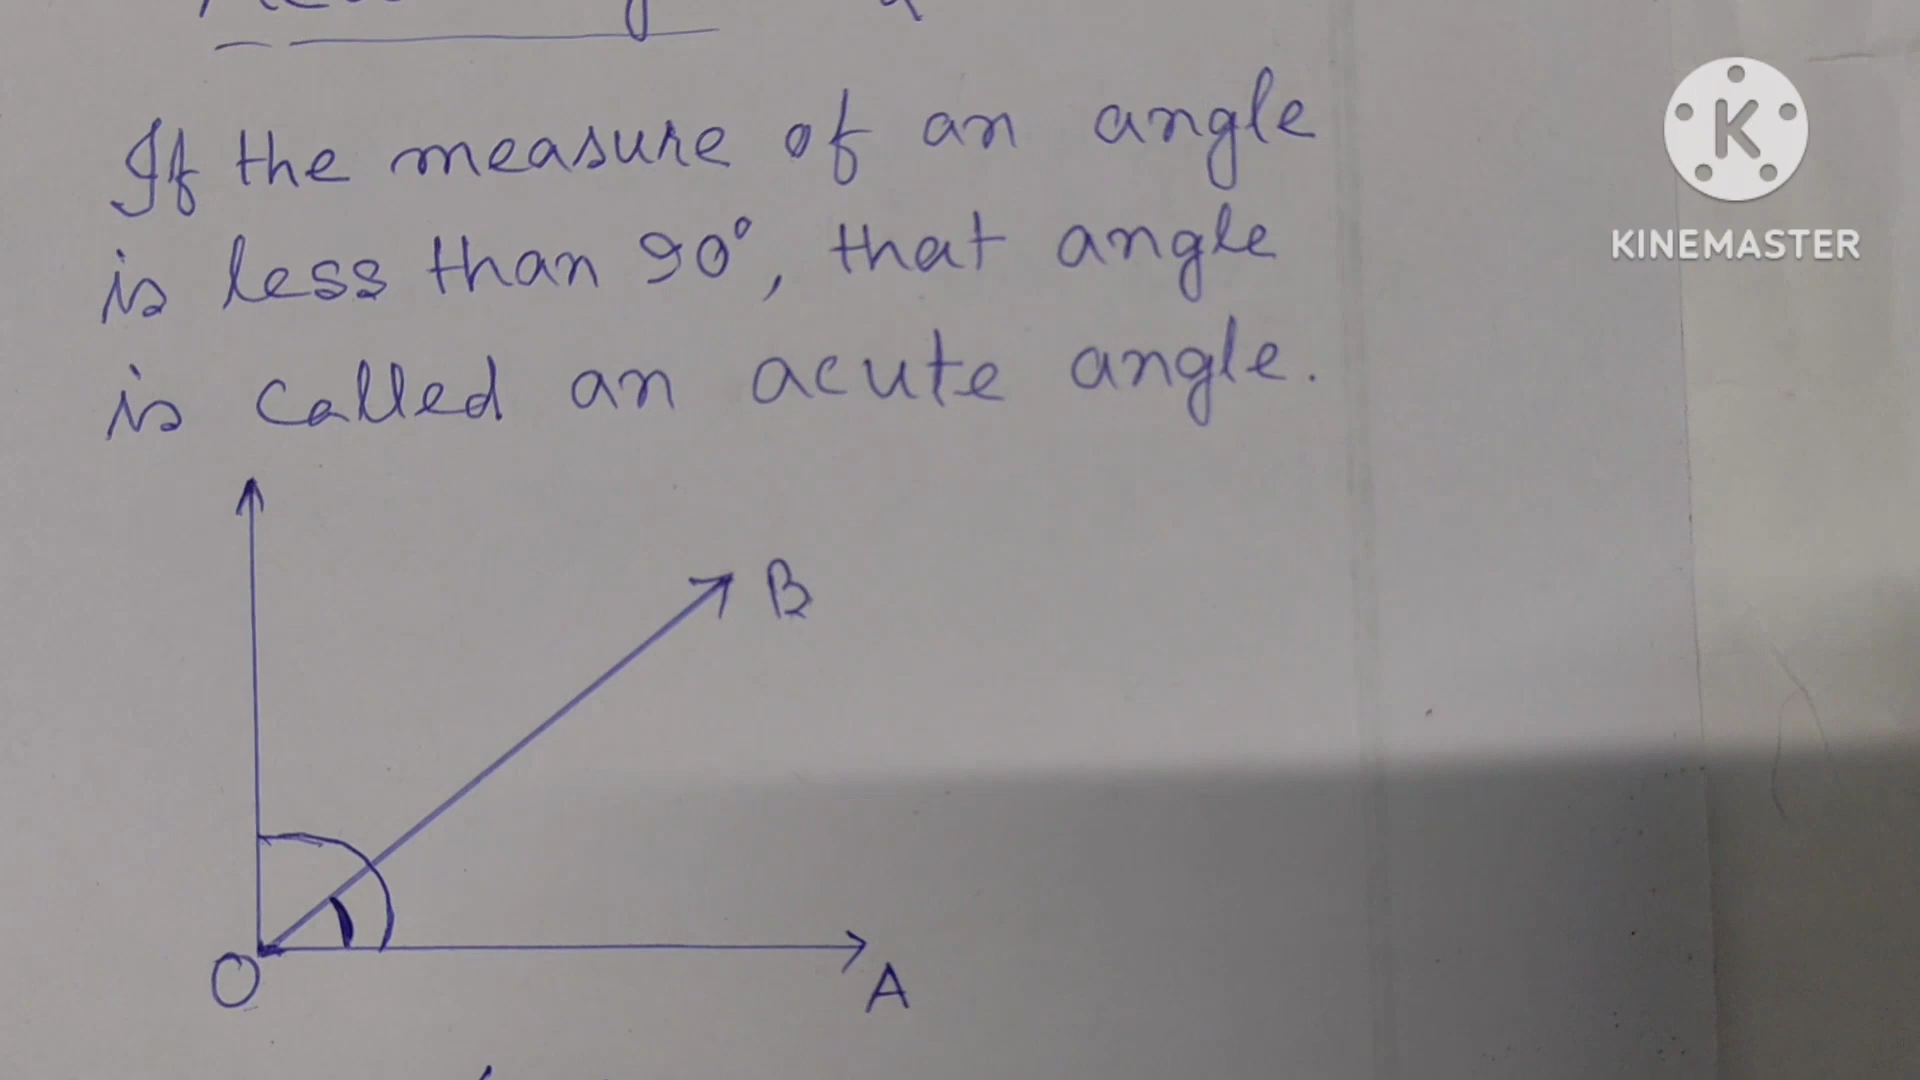 If the measure of an angle
is less than 90°, that angle
is called an acute angle.
B
O
A
K
KINEMASTER